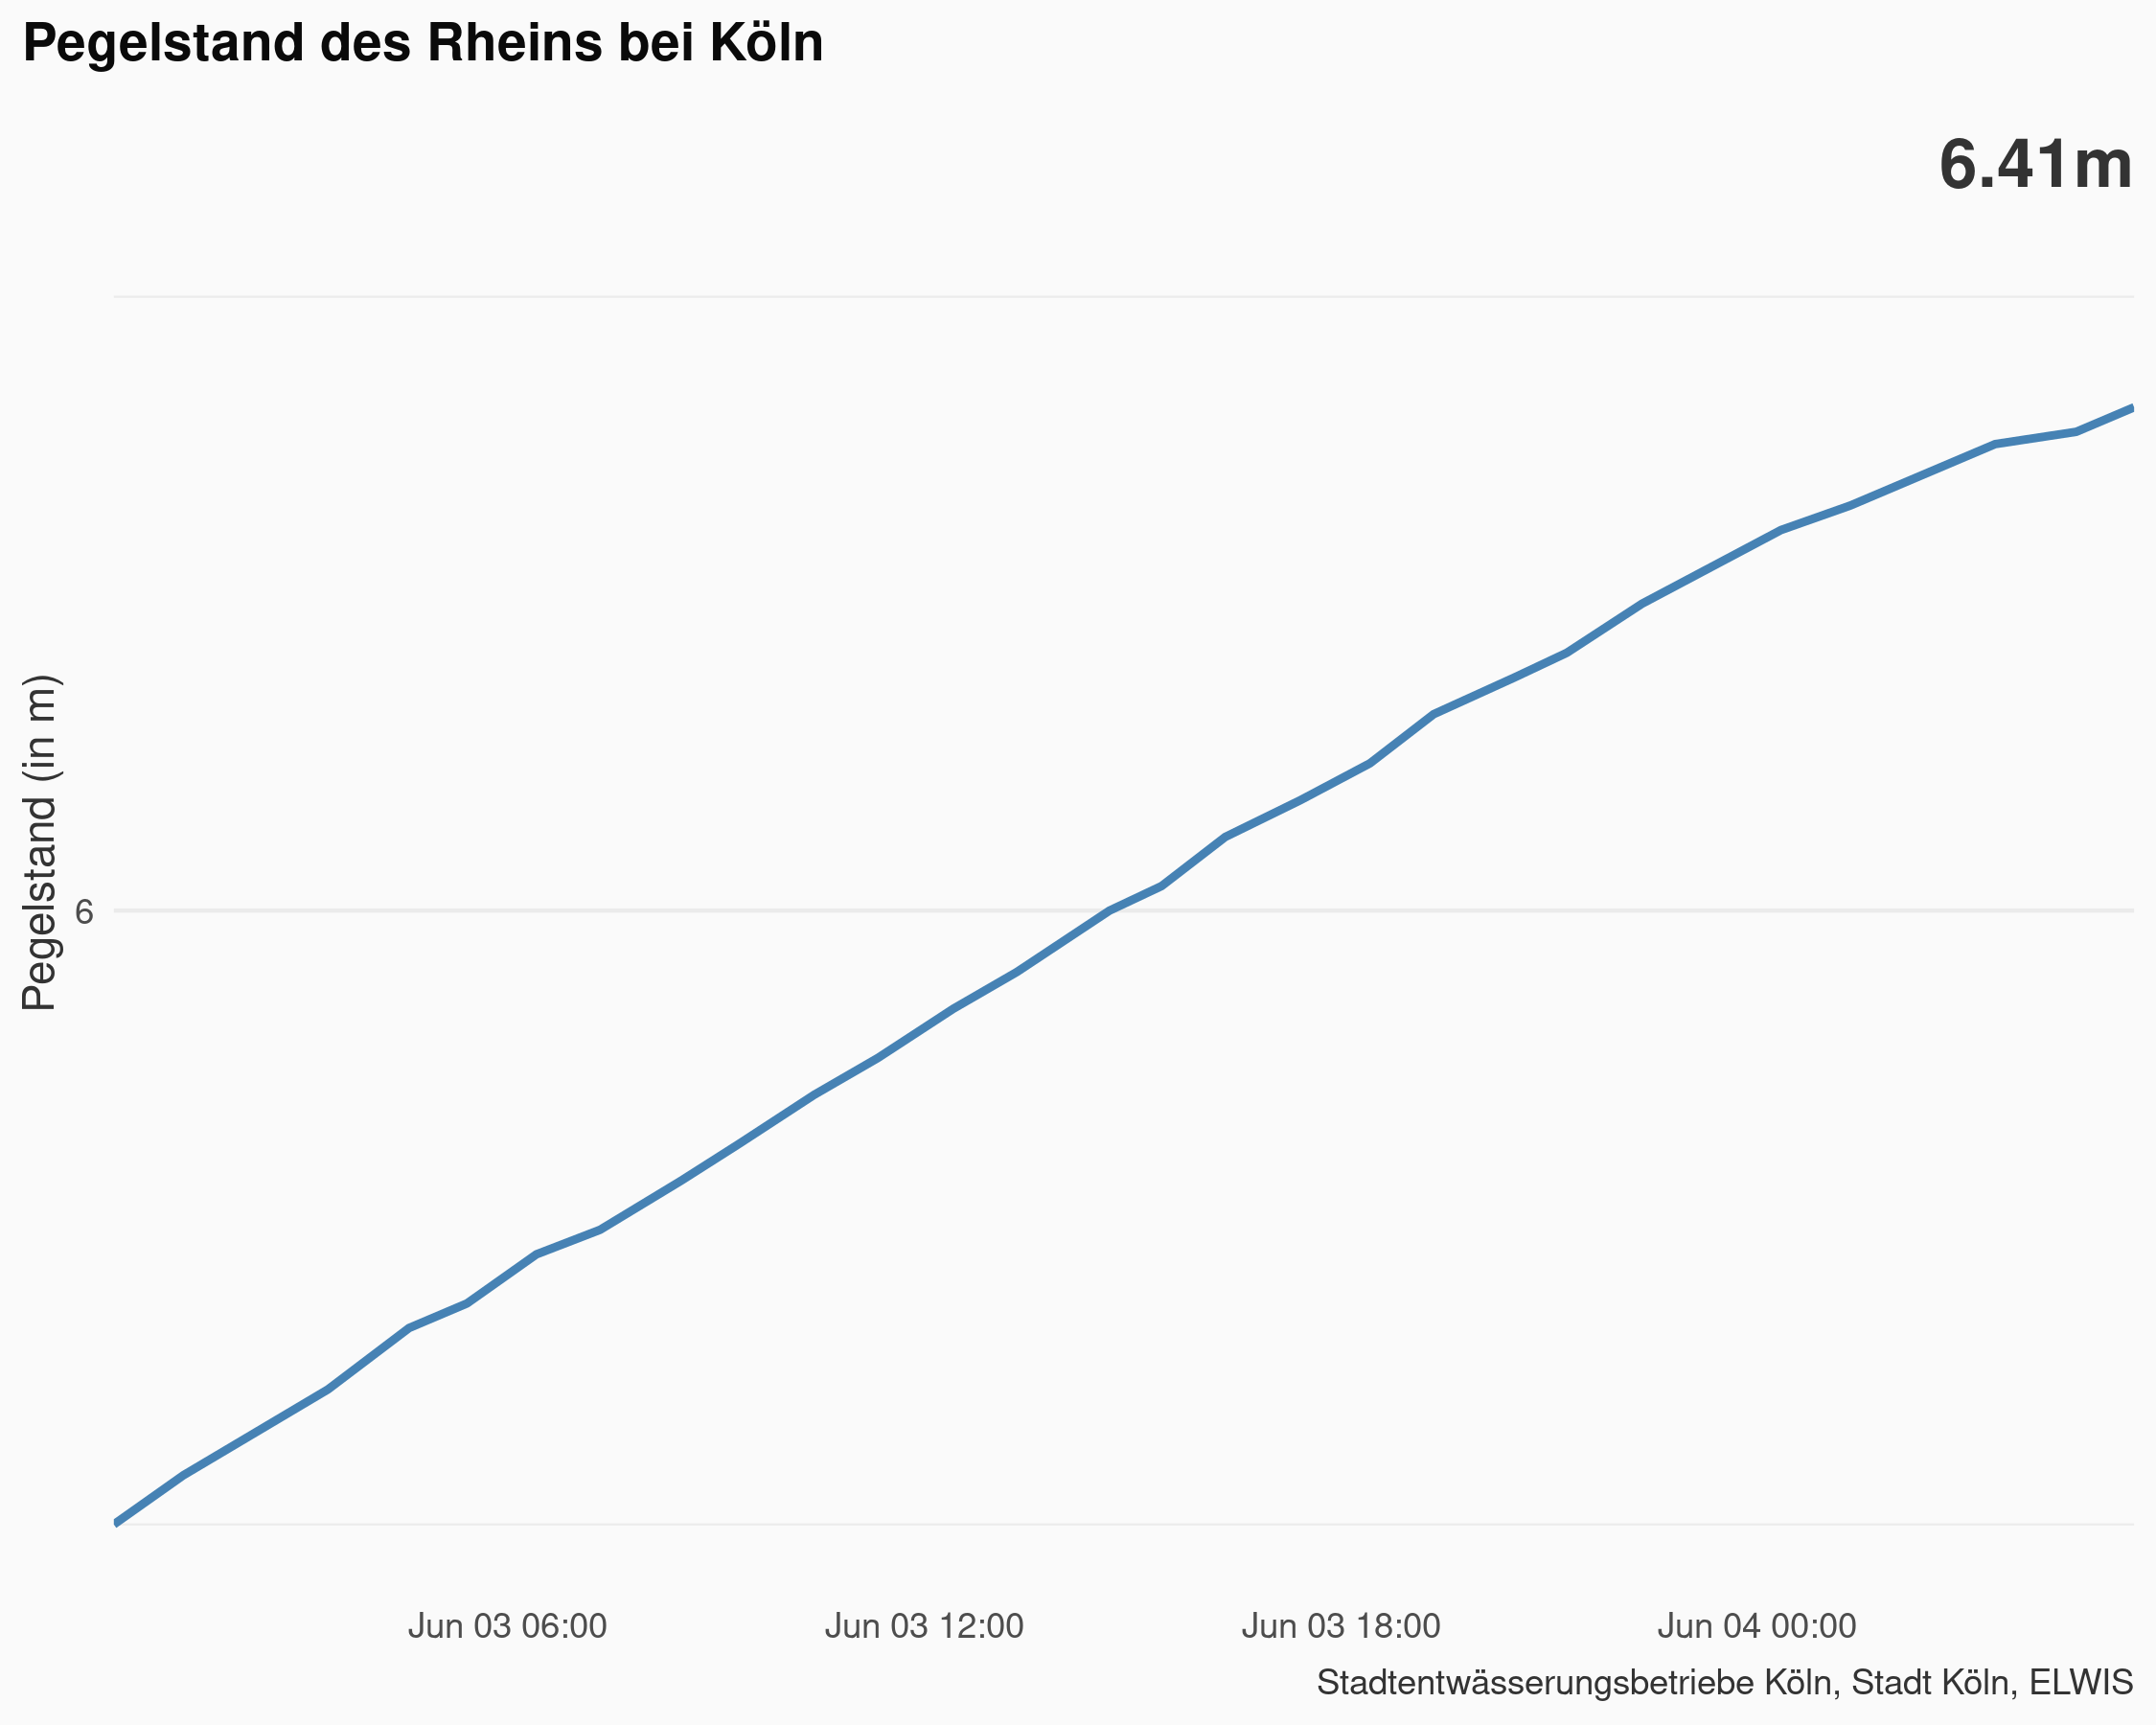 Pegelstand des Rheins bei Köln
6.41m
Pegelstand (in m)
6
Jun 03 06:00
Jun 03 12:00
Jun 03 18:00
Jun 04 00:00
Stadtentwässerungsbetriebe Köln, Stadt Köln, ELWIS